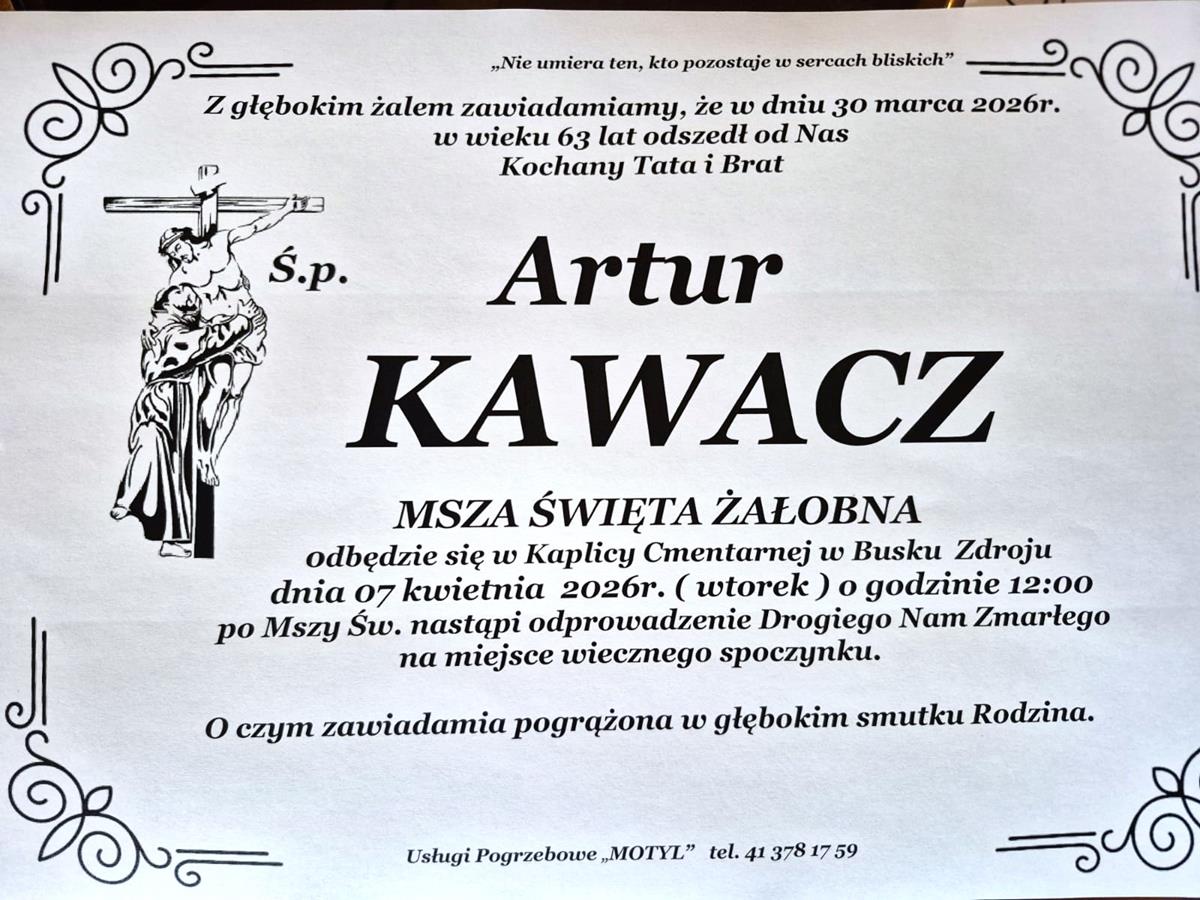 „Nie umiera ten, kto pozostaje w sercach bliskich”
Z głębokim żalem zawiadamiamy, że w dniu 30 marca 2026r.
w wieku 63 lat odszedł od Nas
Kochany Tata i Brat
Ś.p.
Artur
KAWACZ
MSZA ŚWIĘTA ŻAŁOBNA
odbędzie się w Kaplicy Cmentarnej w Busku Zdroju
dnia 07 kwietnia 2026r. ( wtorek ) o godzinie 12:00
po Mszy Św. nastąpi odprowadzenie Drogiego Nam Zmarłego
na miejsce wiecznego spoczynku.
O czym zawiadamia pogrążona w głębokim smutku Rodzina.
Usługi Pogrzebowe „MOTYL” tel. 41 378 17 59